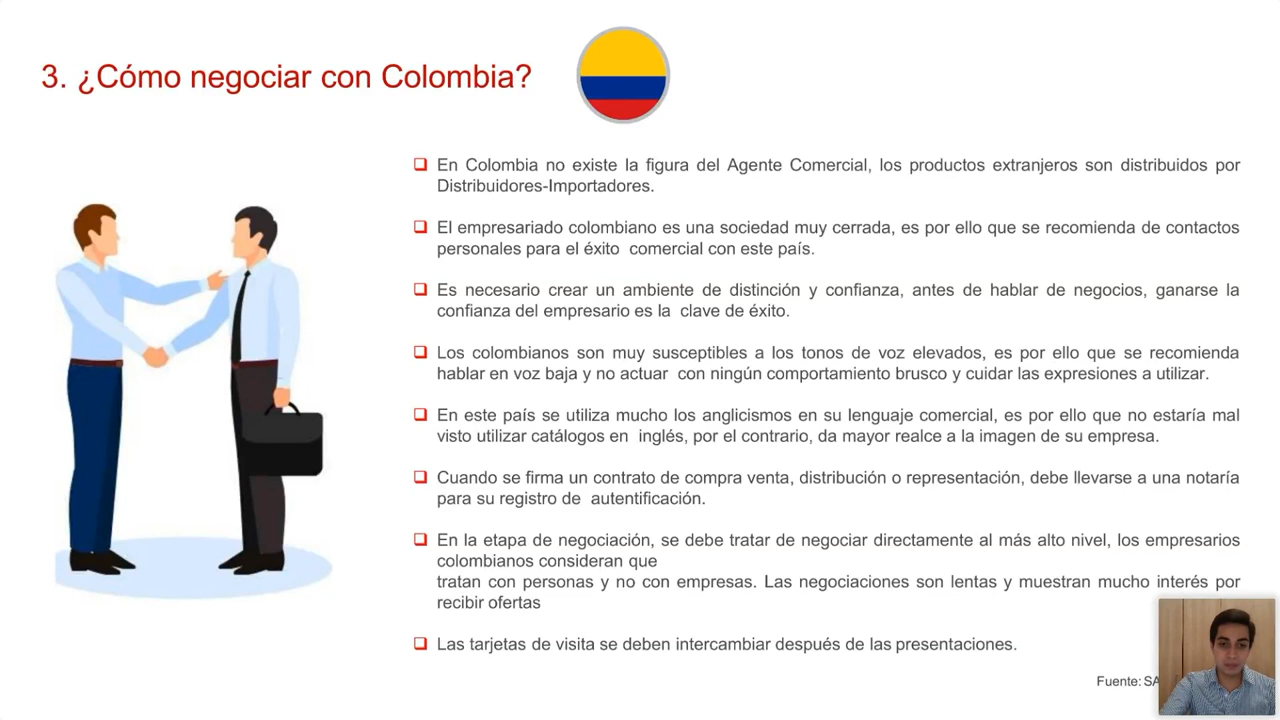 3. ¿Cómo negociar con Colombia?
En Colombia no existe la figura del Agente Comercial, los productos extranjeros son distribuidos por
Distribuidores-Importadores.
El empresariado colombiano es una sociedad muy cerrada, es por ello que se recomienda de contactos
personales para el éxito comercial con este país.
Es necesario crear un ambiente de distinción y confianza, antes de hablar de negocios, ganarse la
confianza del empresario es la clave de éxito.
Los colombianos son muy susceptibles a los tonos de voz elevados, es por ello que se recomienda
hablar en voz baja y no actuar con ningún comportamiento brusco y cuidar las expresiones a utilizar.
En este país se utiliza mucho los anglicismos en su lenguaje comercial, es por ello que no estaría mal
visto utilizar catálogos en inglés, por el contrario, da mayor realce a la imagen de su empresa.
Cuando se firma un contrato de compra venta, distribución o representación, debe llevarse a una notaría
para su registro de autentificación.
En la etapa de negociación, se debe tratar de negociar directamente al más alto nivel, los empresarios
colombianos consideran que
tratan con personas y no con empresas. Las negociaciones son lentas y muestran mucho interés por
recibir ofertas
Las tarjetas de visita se deben intercambiar después de las presentaciones.
Fuente: